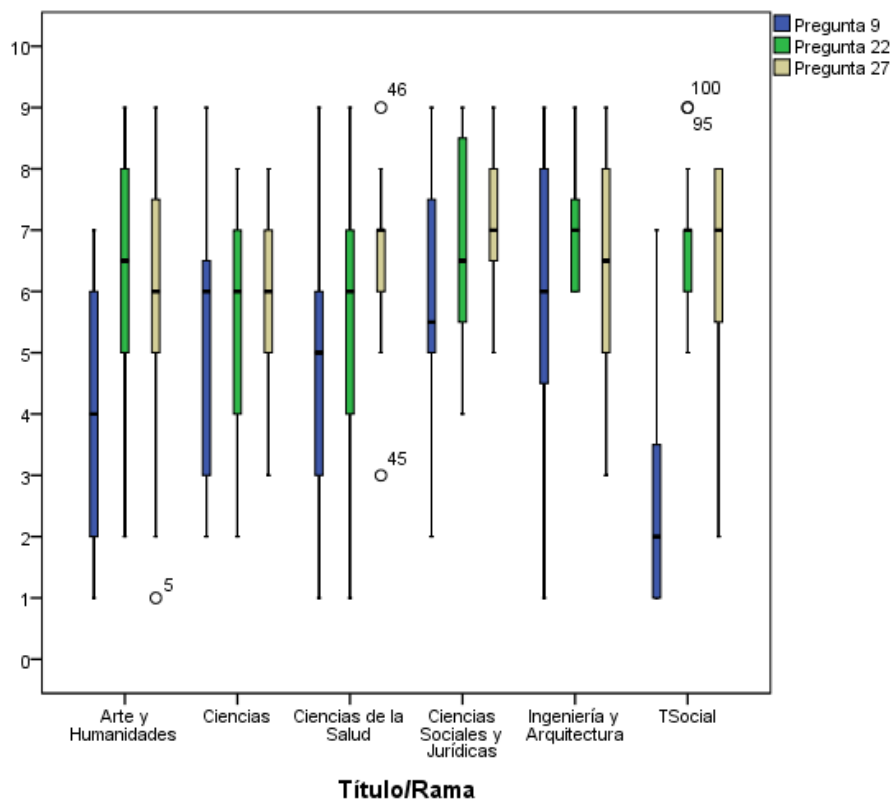 Pregunta 9
Pregunta 22
Pregunta 27
10
9
8
7
6
5
4
3
2
1
0
46
100
95
45
5
Arte y
Humanidades
Ciencias
Ciencias de la
Salud
Ciencias
Sociales y
Jurídicas
Ingeniería y
Arquitectura
TSocial
Título/Rama